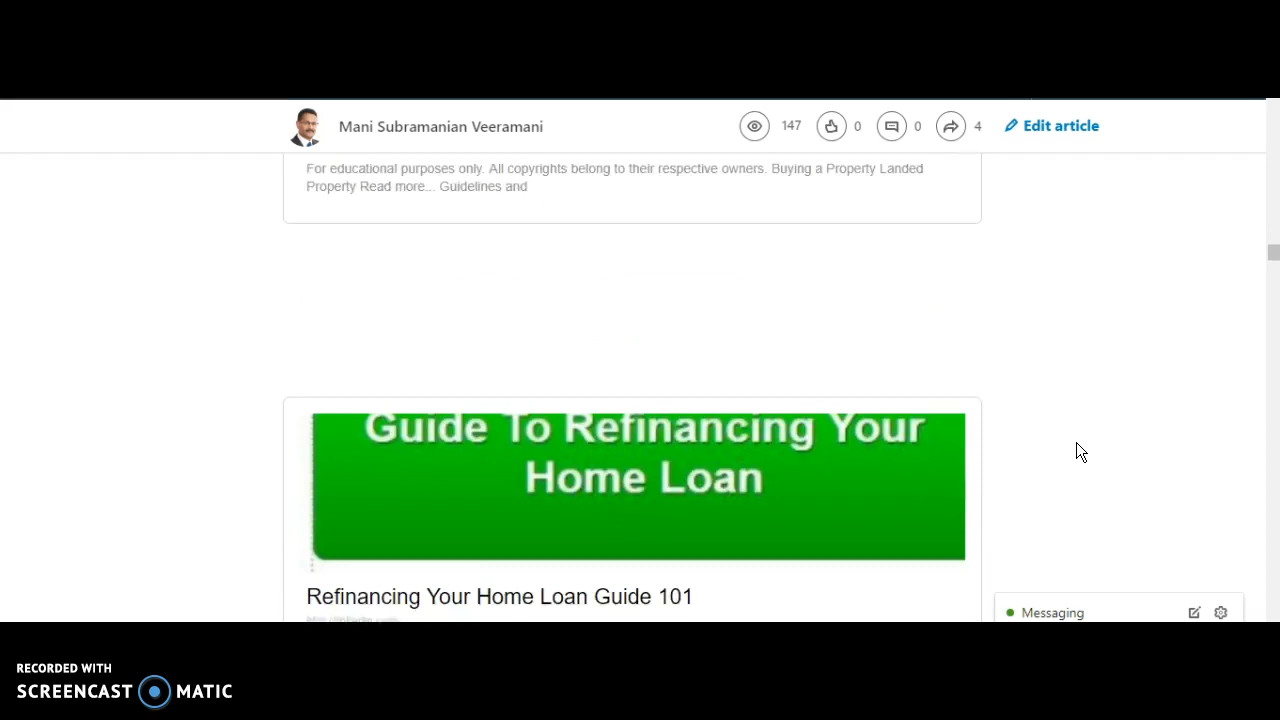 Mani Subramanian Veeramani
147
0
0
4
Edit article
For educational purposes only. All copyrights belong to their respective owners. Buying a Property Landed
Property Read more... Guidelines and
Guide To Refinancing Your
Home Loan
Refinancing Your Home Loan Guide 101
Messaging
RECORDED WITH
SCREENCAST MATIC